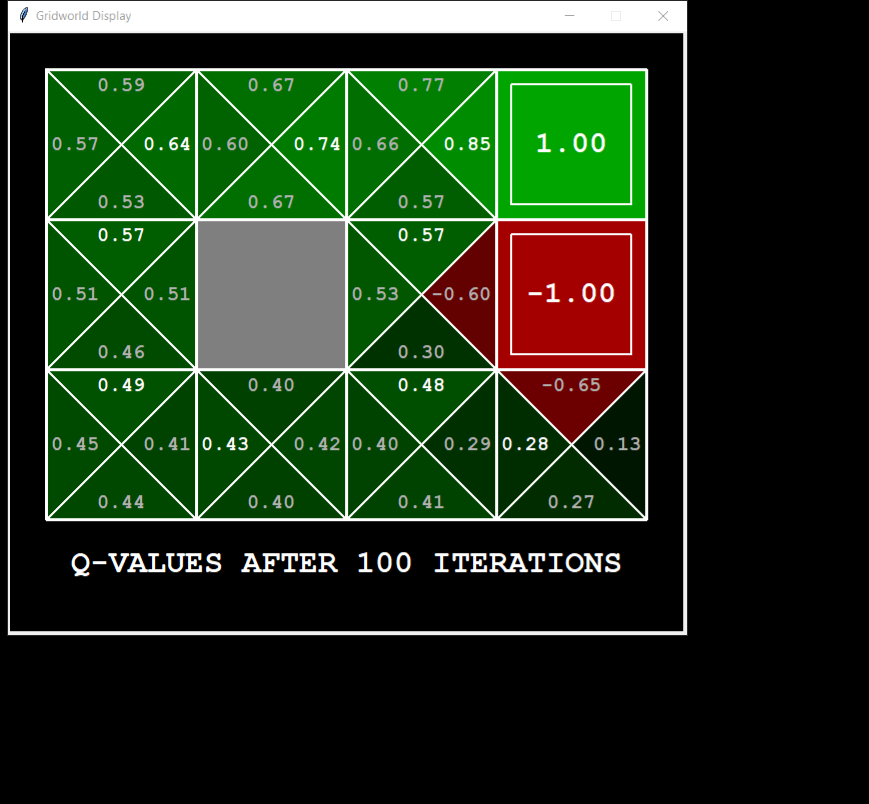 Gridworld Display
0.59 0.67 0.77
0.57 0.64 0.60 0.74 0.66 0.85 1.00
0.53 0.67 0.57
0.57 0.57
0.51 0.51 0.53 -0.60 -1.00
0.46 0.30
0.49 0.40 0.48 -0.65
0.45 0.41 0.43 0.42 0.40 0.29 0.28 0.13
0.44 0.40 0.41 0.27
Q-VALUES AFTER 100 ITERATIONS